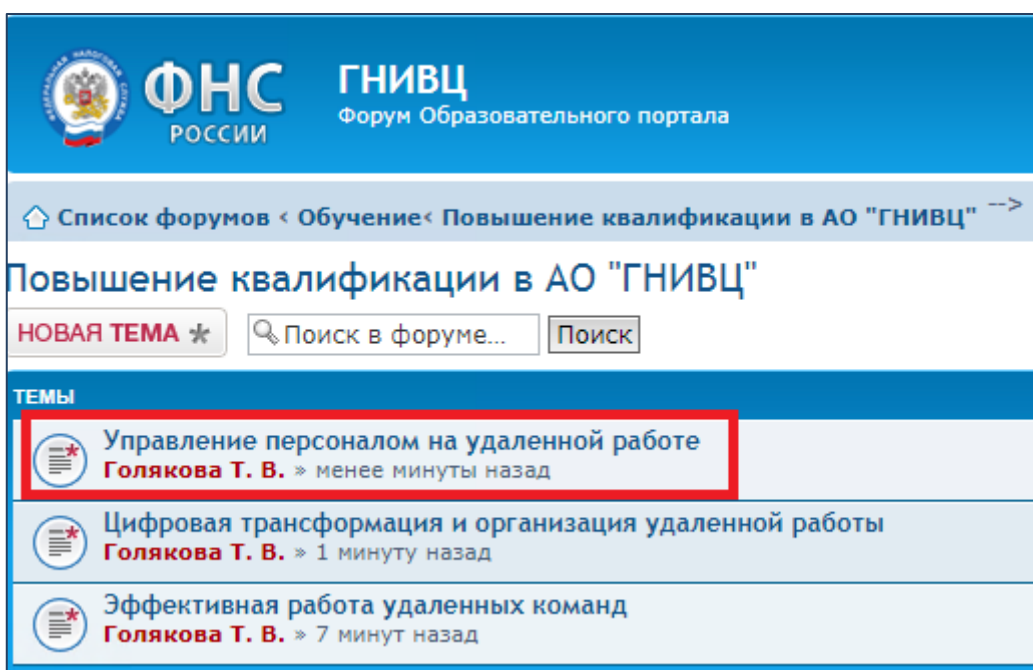 ФНС
РОССИИ
ГНИВЦ
Форум Образовательного портала
Список форумов ‹ Обучение‹ Повышение квалификации в АО "ГНИВЦ" -->
Повышение квалификации в АО "ГНИВЦ"
НОВАЯ ТЕМА *
Поиск в форуме... Поиск
ТЕМЫ
Управление персоналом на удаленной работе
Голякова Т. В. » менее минуты назад
Цифровая трансформация и организация удаленной работы
Голякова Т. В. » 1 минуту назад
Эффективная работа удаленных команд
Голякова Т. В. » 7 минут назад